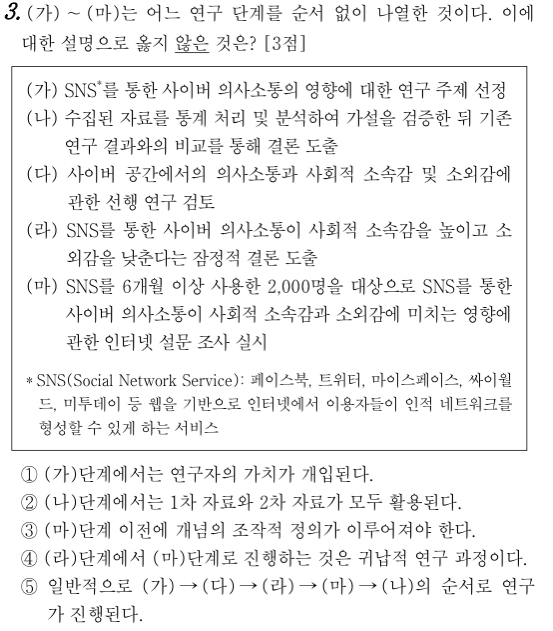 3. (가) ~ (마)는 어느 연구 단계를 순서 없이 나열한 것이다. 이에
대한 설명으로 옳지 않은 것은? [3점]
(가) SNS*를 통한 사이버 의사소통의 영향에 대한 연구 주제 선정
(나) 수집된 자료를 통계 처리 및 분석하여 가설을 검증한 뒤 기존
연구 결과와의 비교를 통해 결론 도출
(다) 사이버 공간에서의 의사소통과 사회적 소속감 및 소외감에
관한 선행 연구 검토
(라) SNS를 통한 사이버 의사소통이 사회적 소속감을 높이고 소
외감을 낮춘다는 잠정적 결론 도출
(마) SNS를 6개월 이상 사용한 2,000명을 대상으로 SNS를 통한
사이버 의사소통이 사회적 소속감과 소외감에 미치는 영향에
관한 인터넷 설문 조사 실시
* SNS(Social Network Service): 페이스북, 트위터, 마이스페이스, 싸이월
드, 미투데이 등 웹을 기반으로 인터넷에서 이용자들이 인적 네트워크를
형성할 수 있게 하는 서비스
① (가)단계에서는 연구자의 가치가 개입된다.
② (나)단계에서는 1차 자료와 2차 자료가 모두 활용된다.
③ (마)단계 이전에 개념의 조작적 정의가 이루어져야 한다.
④ (라)단계에서 (마)단계로 진행하는 것은 귀납적 연구 과정이다.
⑤ 일반적으로 (가)→(다)→(라)→(마)→(나)의 순서로 연구
가 진행된다.